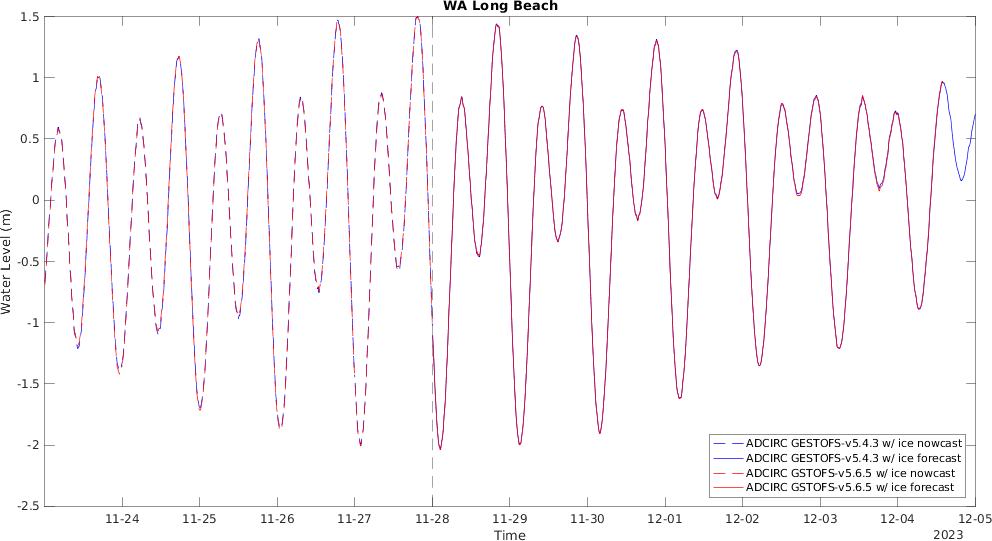 WA Long Beach
1.5
1
0.5
0
-0.5
-1
-1.5
-2
-2.5
Water Level (m)
ADCIRC GESTOFS-v5.4.3 w/ ice nowcast
ADCIRC GESTOFS-v5.4.3 w/ ice forecast
ADCIRC GSTOFS-v5.6.5 w/ ice nowcast
ADCIRC GSTOFS-v5.6.5 w/ ice forecast
11-24 11-25 11-26 11-27 11-28 11-29 11-30 12-01 12-02 12-03 12-04 12-05
Time
2023